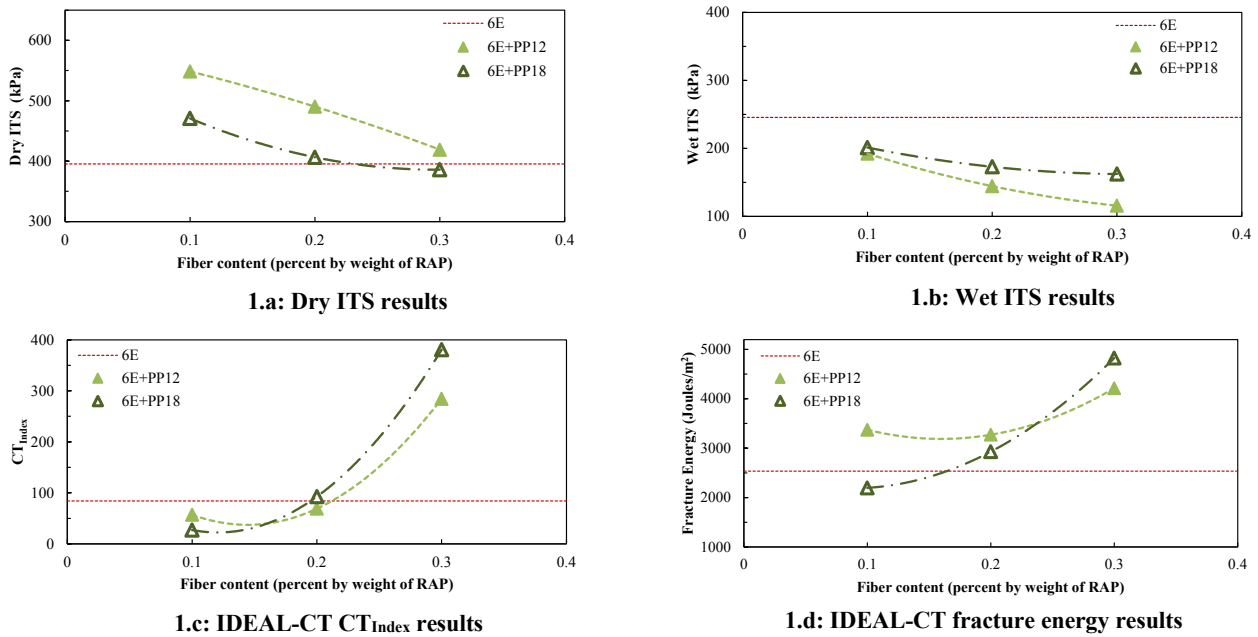 Dry ITS (kPa)
650
600
500
400
300
0
0.1
0.2
0.3
0.4
Fiber content (percent by weight of RAP)
6E
6E+PP12
6E+PP18
1.a: Dry ITS results
Wet ITS (kPa)
400
300
200
100
0
0.1
0.2
0.3
0.4
Fiber content (percent by weight of RAP)
6E
6E+PP12
6E+PP18
1.b: Wet ITS results
CT_Index
400
300
200
100
0
0
0.1
0.2
0.3
0.4
Fiber content (percent by weight of RAP)
6E
6E+PP12
6E+PP18
1.c: IDEAL-CT CT_Index results
Fracture Energy (Joules/m²)
5000
4000
3000
2000
1000
0
0.1
0.2
0.3
0.4
Fiber content (percent by weight of RAP)
6E
6E+PP12
6E+PP18
1.d: IDEAL-CT fracture energy results